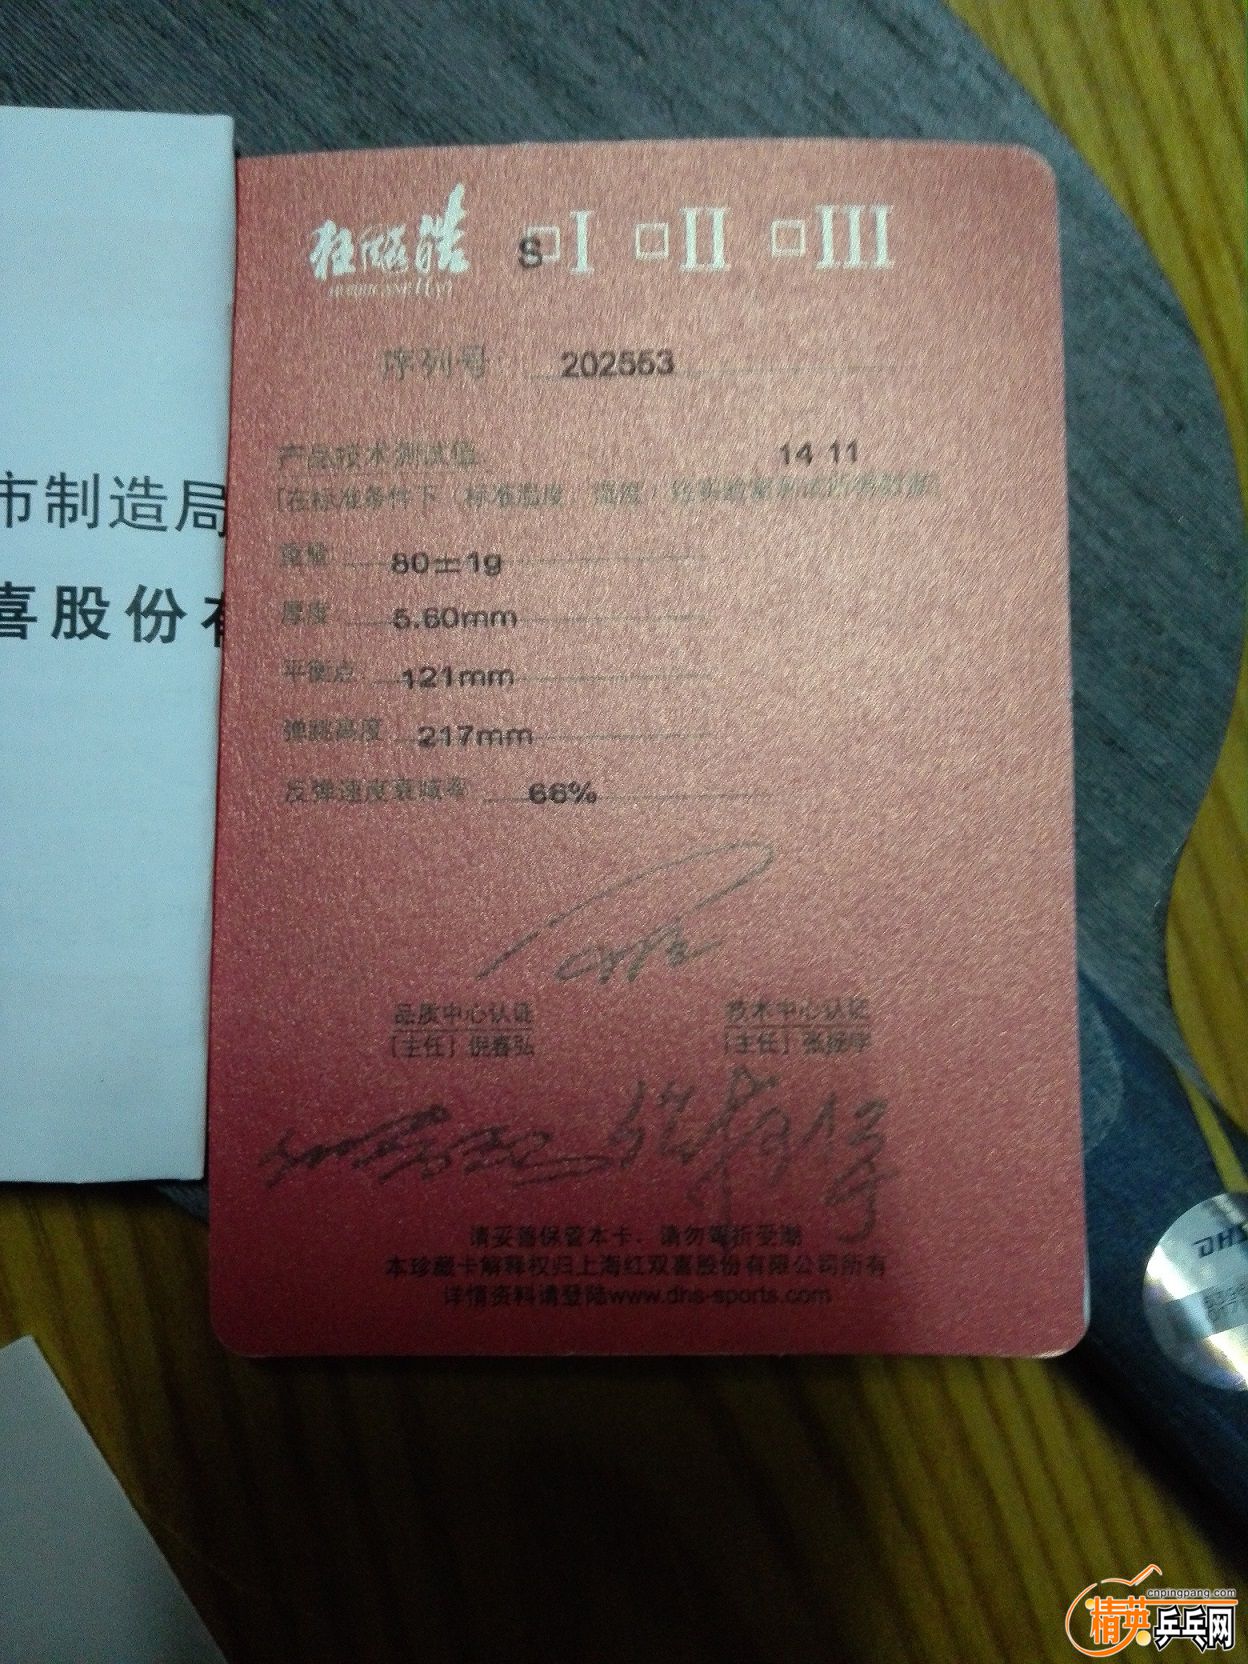 狂飚皓 S □I □II □III
HURRICANE
序列号: 202553
产品技术测试值 14 11
重量 80±1g
厚度 5.60mm
平衡点 121mm
弹跳高度 217mm
反弹速度衰减率 66%
品质中心认证 技术中心认证
[主任] 倪春弘 [主任]
请妥善保管本卡、请勿弯折受潮
本珍藏卡解释权归上海红双喜股份有限公司所有
详情资料请登陆www.dhs-sports.com
市制造局
喜股份有
DHS
cnpingpang.com
精英乒乓网